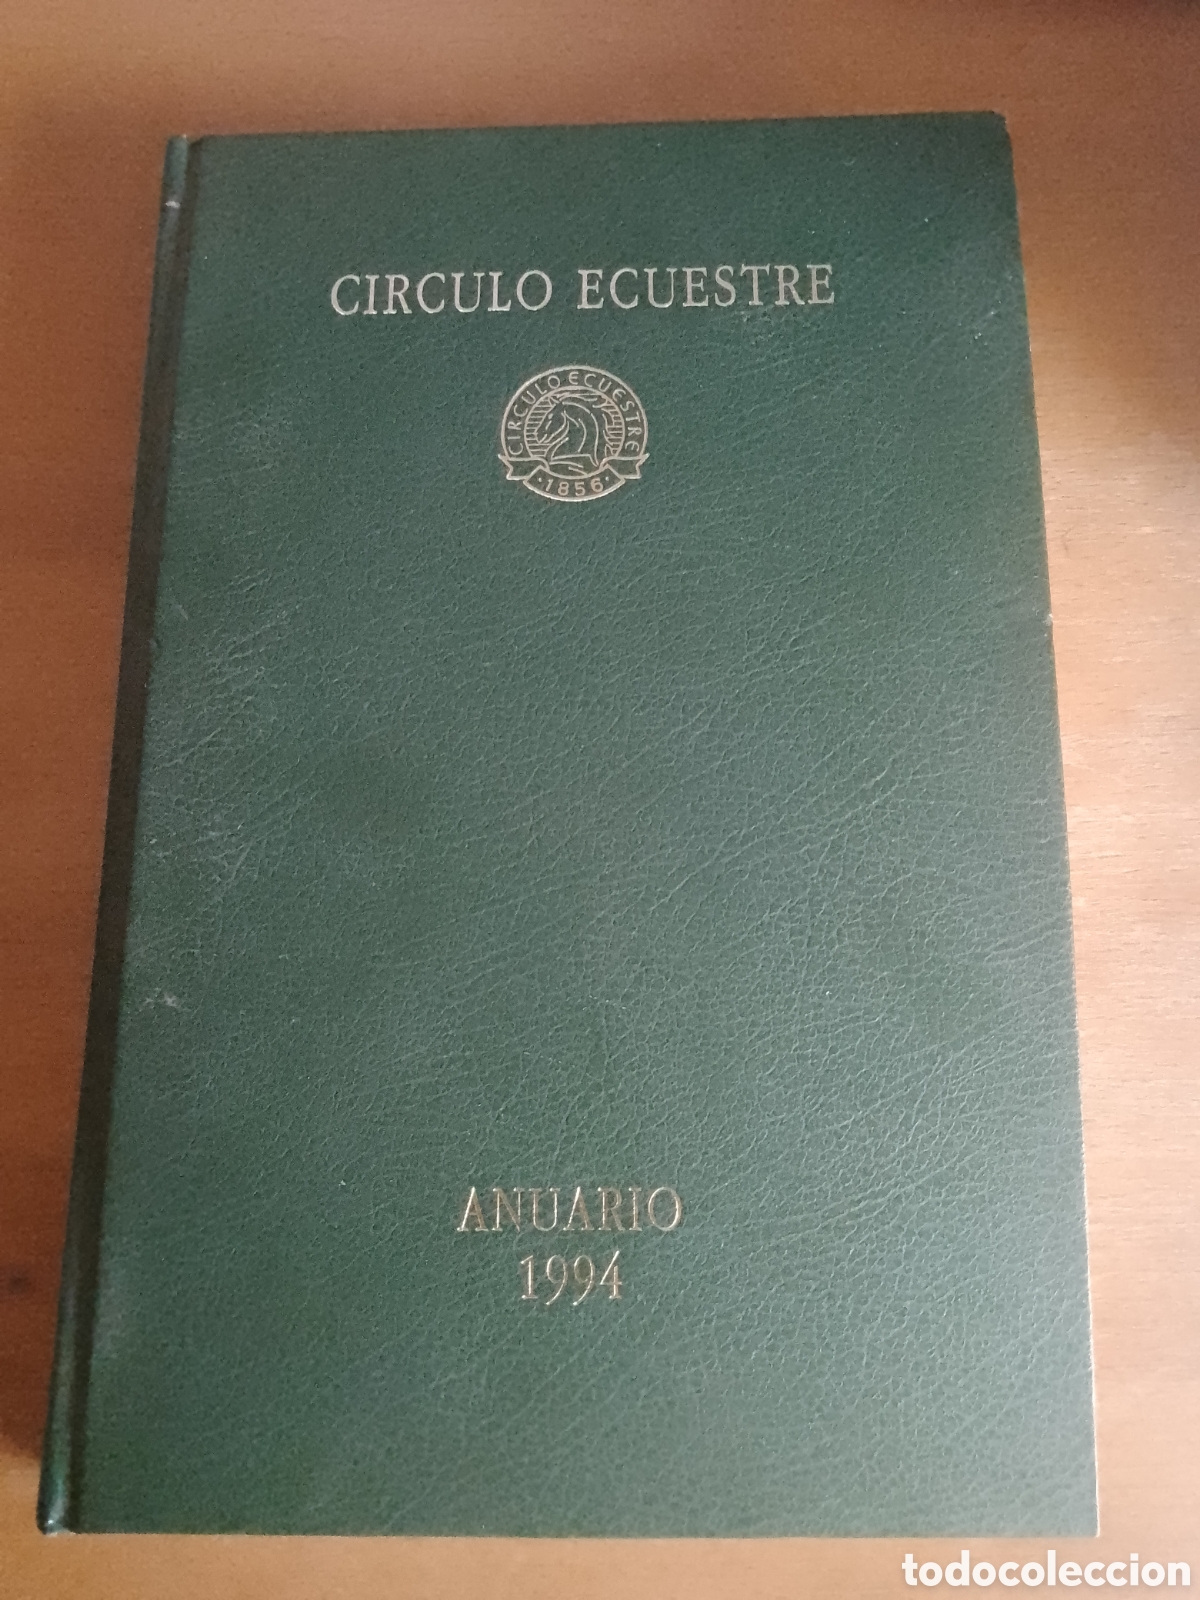 CIRCULO ECUESTRE
CIRCULO ECUESTRE
·1856·
ANUARIO
1994
todocoleccion